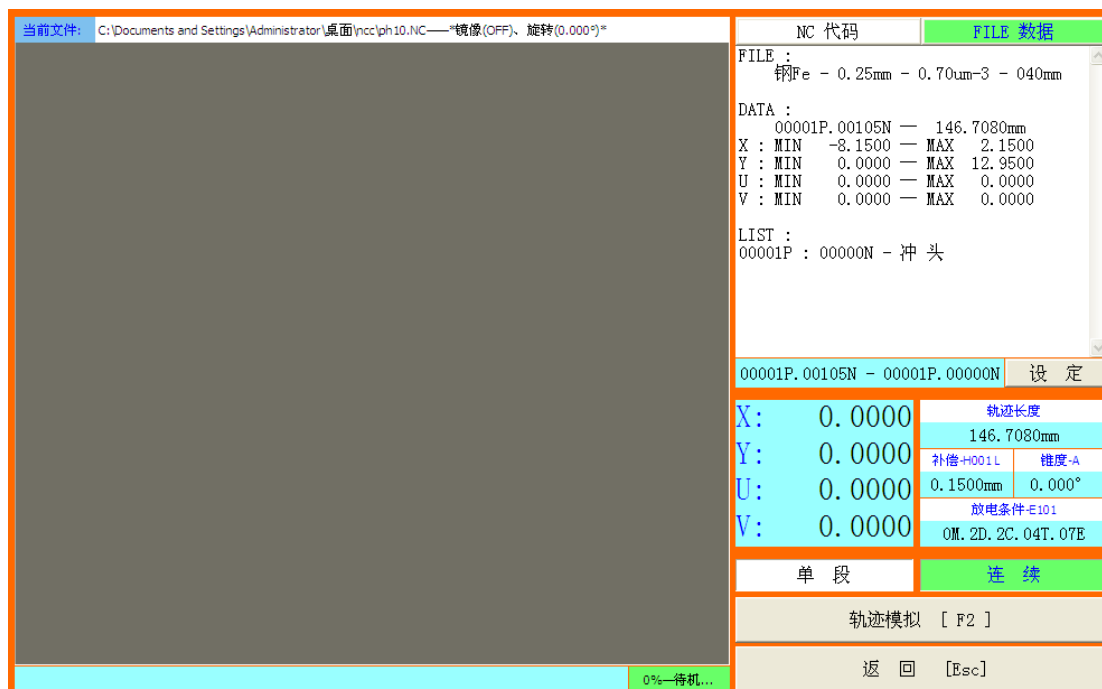 当前文件: C:\Documents and Settings\Administrator\桌面\ncc\ph10.NC——*镜像(OFF)、旋转(0.000°)*
NC 代码 FILE 数据
FILE :
钢Fe - 0.25mm - 0.70um-3 - 040mm
DATA :
00001P.00105N — 146.7080mm
X : MIN -8.1500 — MAX 2.1500
Y : MIN 0.0000 — MAX 12.9500
U : MIN 0.0000 — MAX 0.0000
V : MIN 0.0000 — MAX 0.0000
LIST :
00001P : 00000N - 冲 头
00001P.00105N - 00001P.00000N 设 定
X: 0.0000
Y: 0.0000
U: 0.0000
V: 0.0000
轨迹长度
146.7080mm
补偿-H001 L 锥度-A
0.1500mm 0.000°
放电条件-E101
0M.2D.2C.04T.07E
单 段 连 续
轨迹模拟 [ F2 ]
返 回 [Esc]
0%—待机...